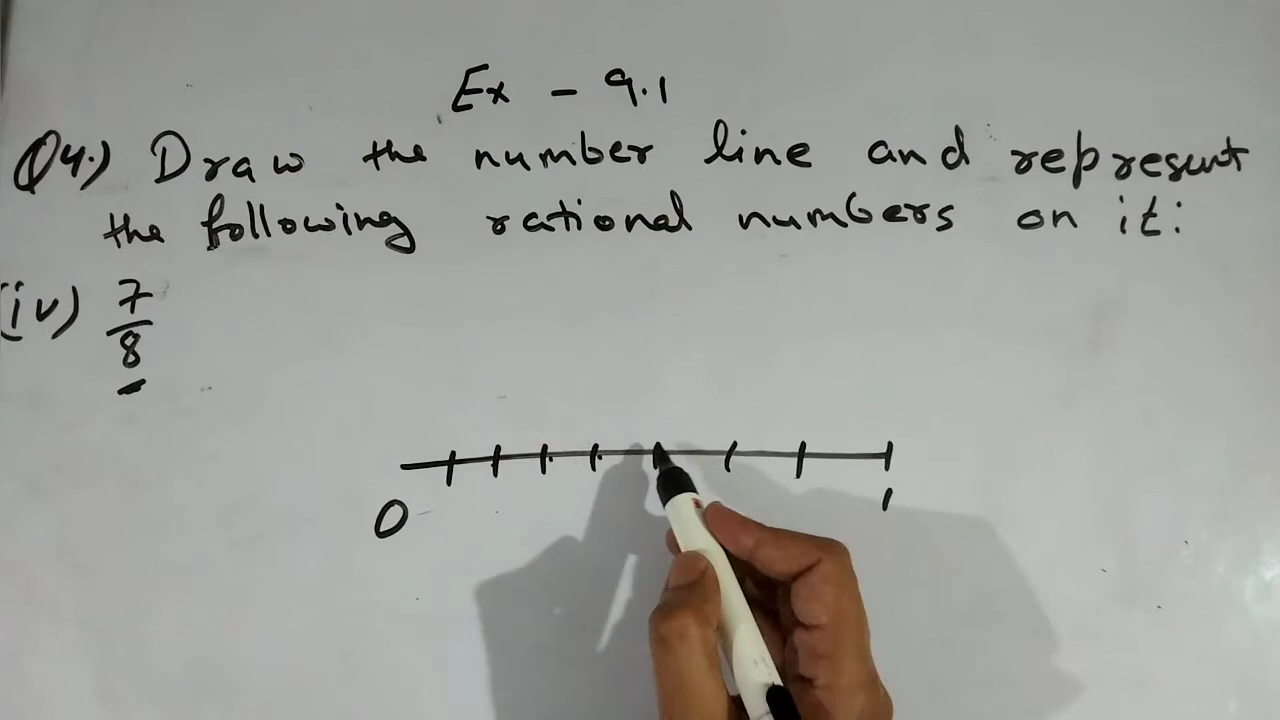 Ex - 9.1
Q4.) Draw the number line and represent
the following rational numbers on it:
(iv) 7/8
0 1